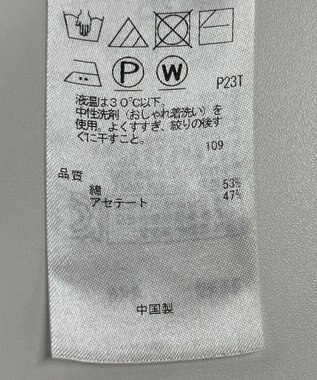 P
W
P23T
液温は30℃以下。
中性洗剤(おしゃれ着洗い)を
使用。よくすすぎ、絞りの後す
ぐに干すこと。
109
品質
綿 53%
アセテート 47%
中国製